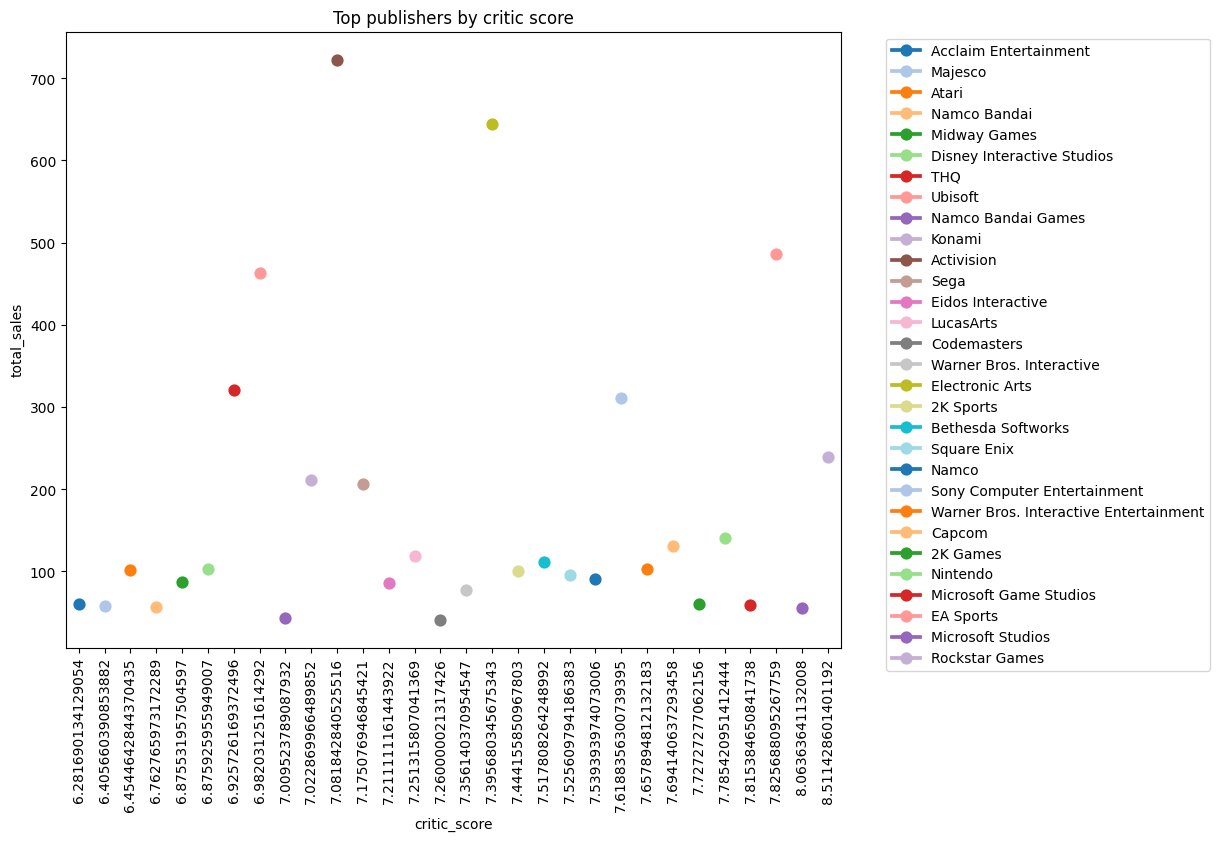 Top publishers by critic score
total_sales
700
600
500
400
300
200
100
6.281690134129054
6.405660390853882
6.454464284370435
6.762765973172289
6.875531957504597
6.875925955949007
6.925726169372496
6.982031251614292
7.009523789087932
7.022869966489852
7.081842840525516
7.175076946845421
7.211111161443922
7.251315807041369
7.260000021317426
7.356140370954547
7.395680345675343
7.444155850967803
7.517808264248992
7.525609794186383
7.539393974073006
7.618835630073939​5
7.657894812132183
7.694140637293458
7.727272777062156
7.785420951412444
7.815384650841738
7.825688095267759
8.06363641132008
8.511428601401192
critic_score
Acclaim Entertainment
Majesco
Atari
Namco Bandai
Midway Games
Disney Interactive Studios
THQ
Ubisoft
Namco Bandai Games
Konami
Activision
Sega
Eidos Interactive
LucasArts
Codemasters
Warner Bros. Interactive
Electronic Arts
2K Sports
Bethesda Softworks
Square Enix
Namco
Sony Computer Entertainment
Warner Bros. Interactive Entertainment
Capcom
2K Games
Nintendo
Microsoft Game Studios
EA Sports
Microsoft Studios
Rockstar Games